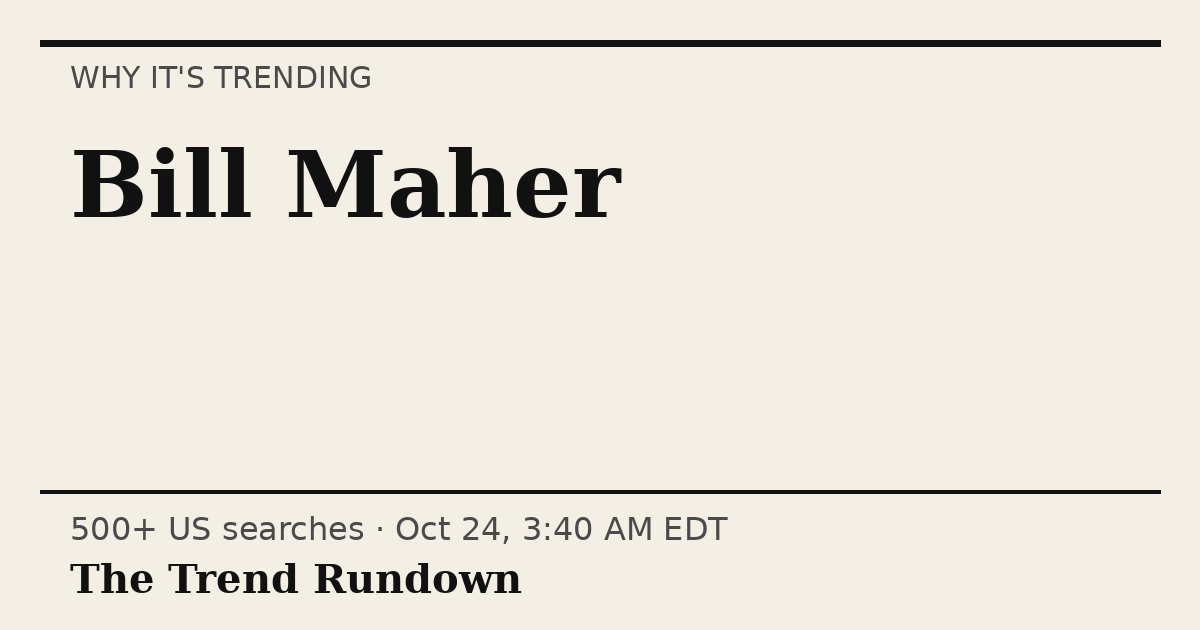 WHY IT'S TRENDING
Bill Maher
500+ US searches · Oct 24, 3:40 AM EDT
The Trend Rundown